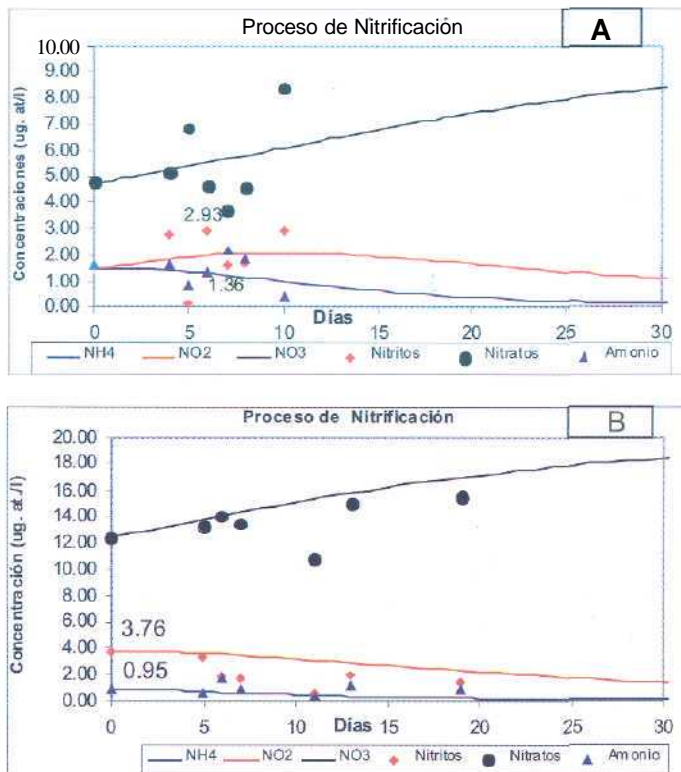 Proceso de Nitrificación
A
Concentraciones (ug. at/l)
10.00
9.00
8.00
7.00
6.00
5.00
4.00
3.00
2.00
1.00
0.00
2.93
1.36
0 5 10 15 20 25 30
Días
NH4 NO2 NO3 Nitritos Nitratos Amonio
Proceso de Nitrificación
B
Concentración (ug. at./l)
20.00
18.00
16.00
14.00
12.00
10.00
8.00
6.00
4.00
2.00
0.00
3.76
0.95
0 5 10 15 20 25 30
Días
NH4 NO2 NO3 Nitritos Nitratos Amonio